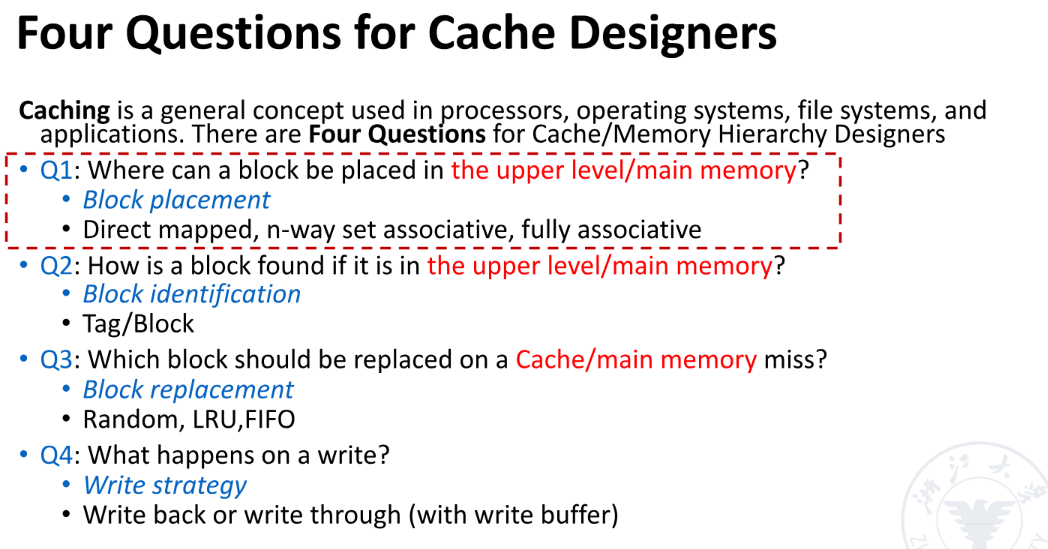 Four Questions for Cache Designers
Caching is a general concept used in processors, operating systems, file systems, and
applications. There are Four Questions for Cache/Memory Hierarchy Designers
• Q1: Where can a block be placed in the upper level/main memory?
• Block placement
• Direct mapped, n-way set associative, fully associative
• Q2: How is a block found if it is in the upper level/main memory?
• Block identification
• Tag/Block
• Q3: Which block should be replaced on a Cache/main memory miss?
• Block replacement
• Random, LRU,FIFO
• Q4: What happens on a write?
• Write strategy
• Write back or write through (with write buffer)